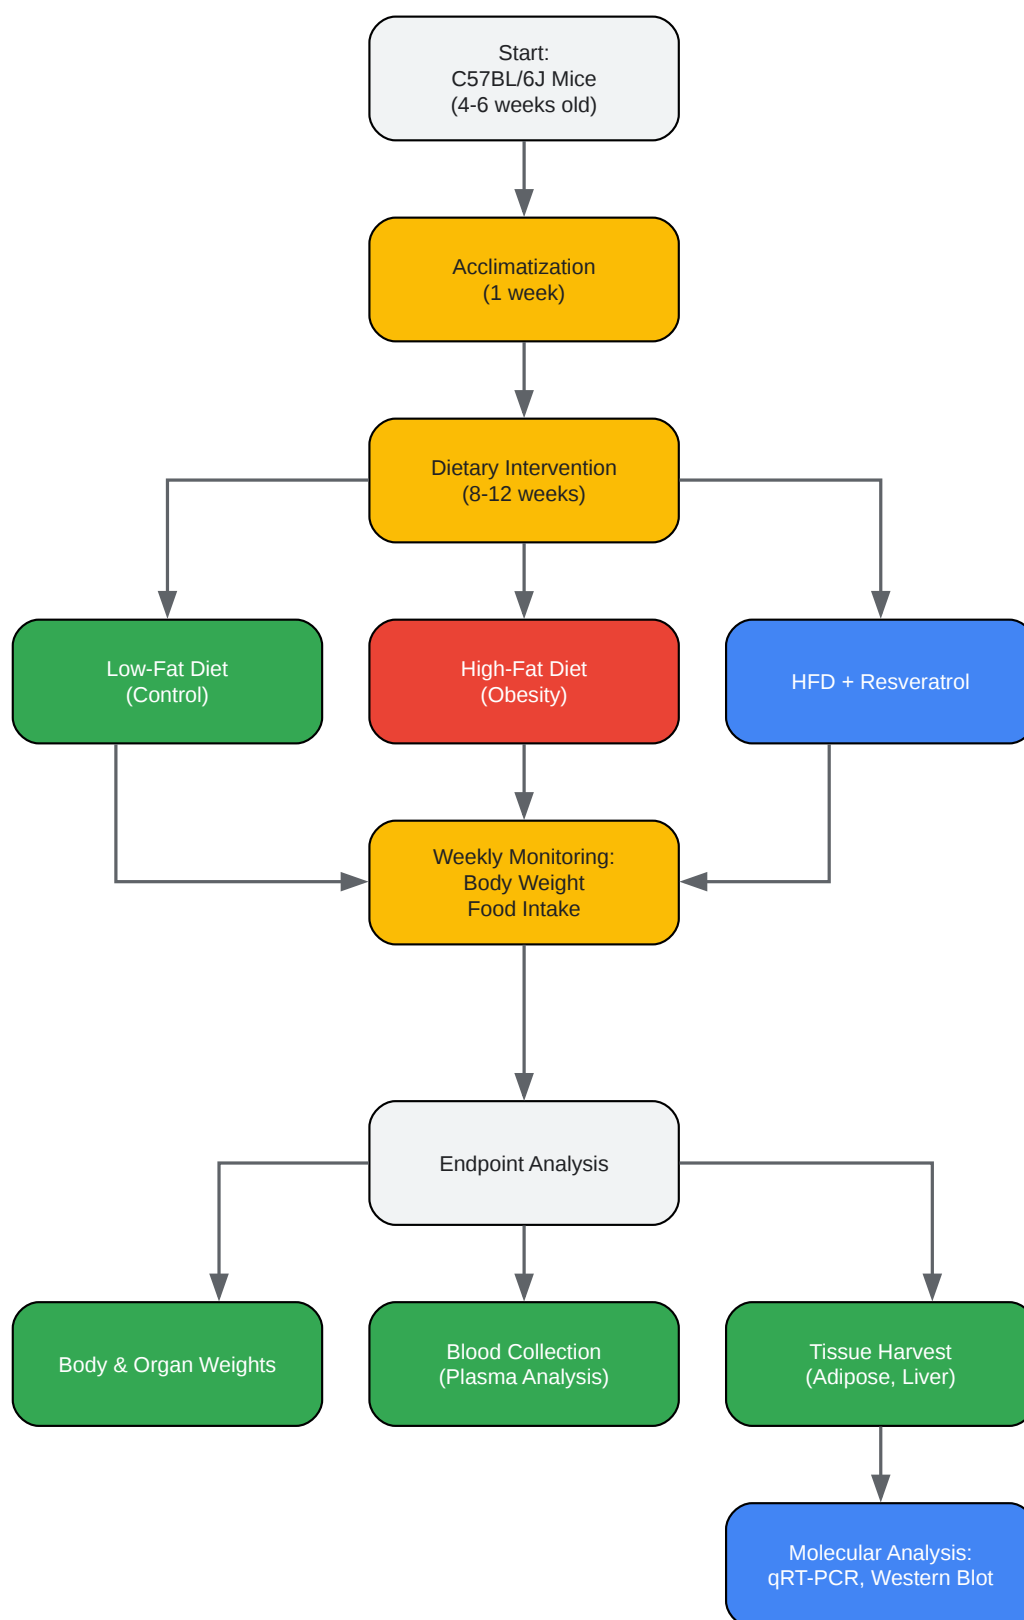 Start:
C57BL/6J Mice
(4-6 weeks old)
Acclimatization
(1 week)
Dietary Intervention
(8-12 weeks)
Low-Fat Diet
(Control)
High-Fat Diet
(Obesity)
HFD + Resveratrol
Weekly Monitoring:
Body Weight
Food Intake
Endpoint Analysis
Body & Organ Weights
Blood Collection
(Plasma Analysis)
Tissue Harvest
(Adipose, Liver)
Molecular Analysis:
qRT-PCR, Western Blot